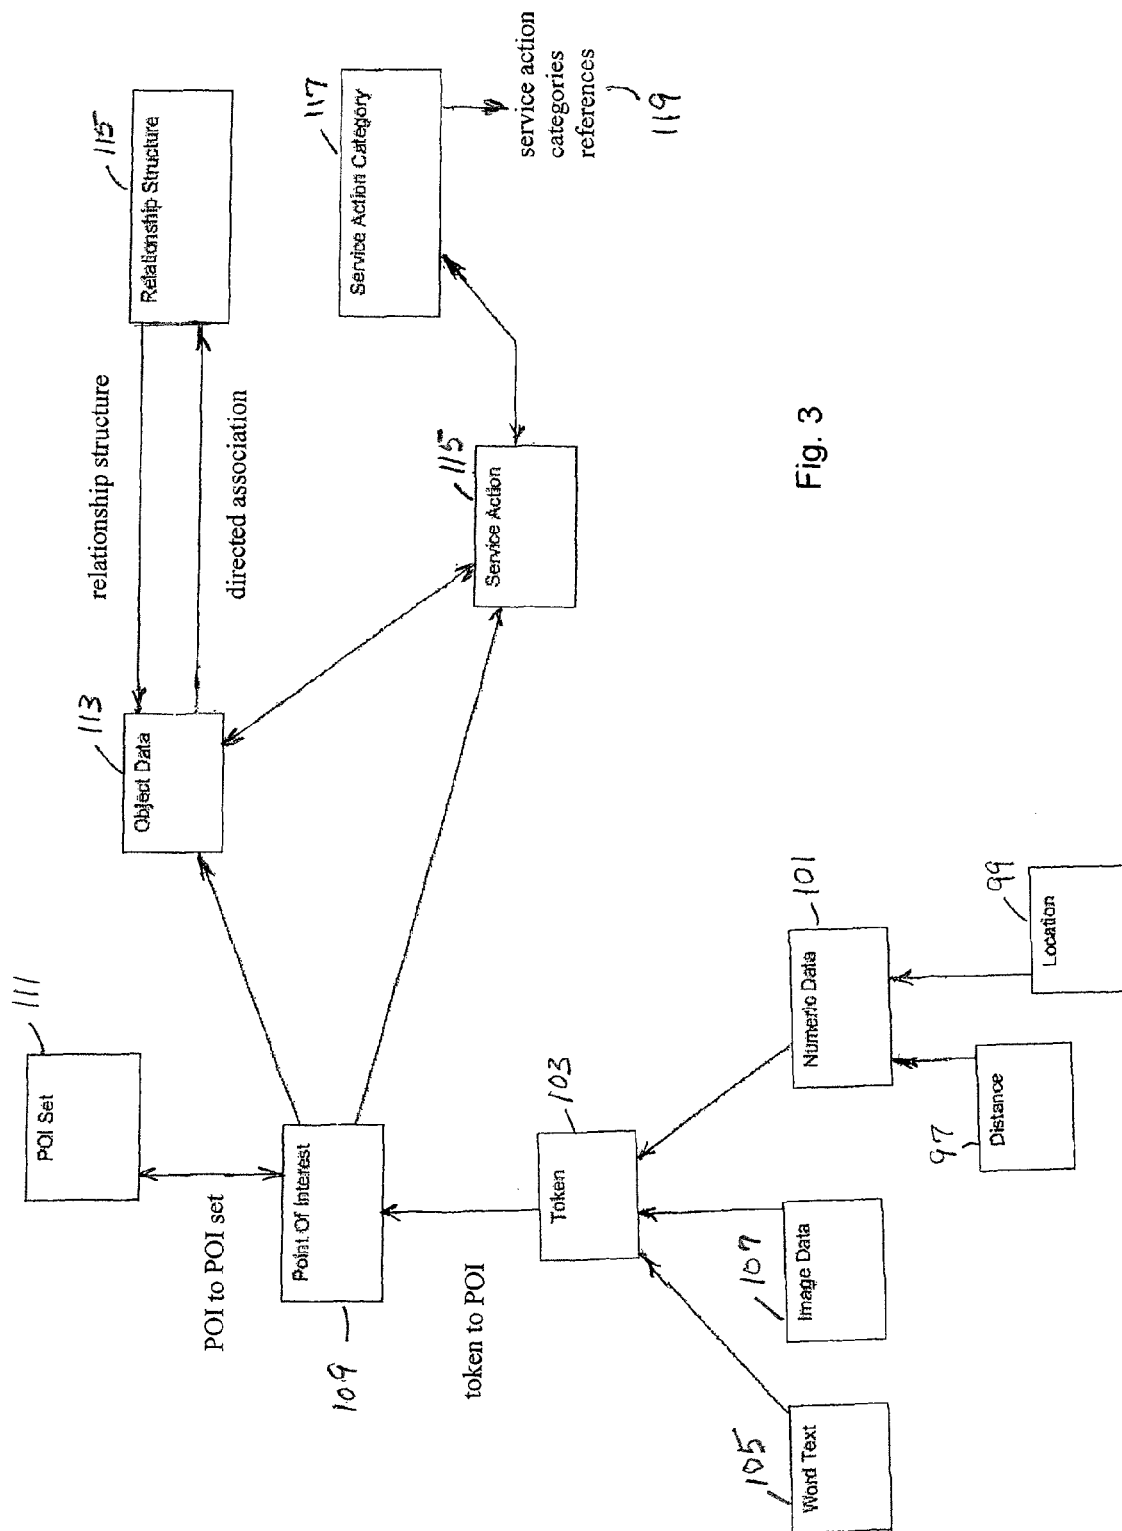 111
POI Set
POI to POI set
109
Point Of Interest
token to POI
113
Object Data
relationship structure
directed association
115
Relationship Structure
115
Service Action
117
Service Action Category
service action
categories
references
119
103
Token
105
Word Text
107
Image Data
101
Numeric Data
97
Distance
99
Location
Fig. 3